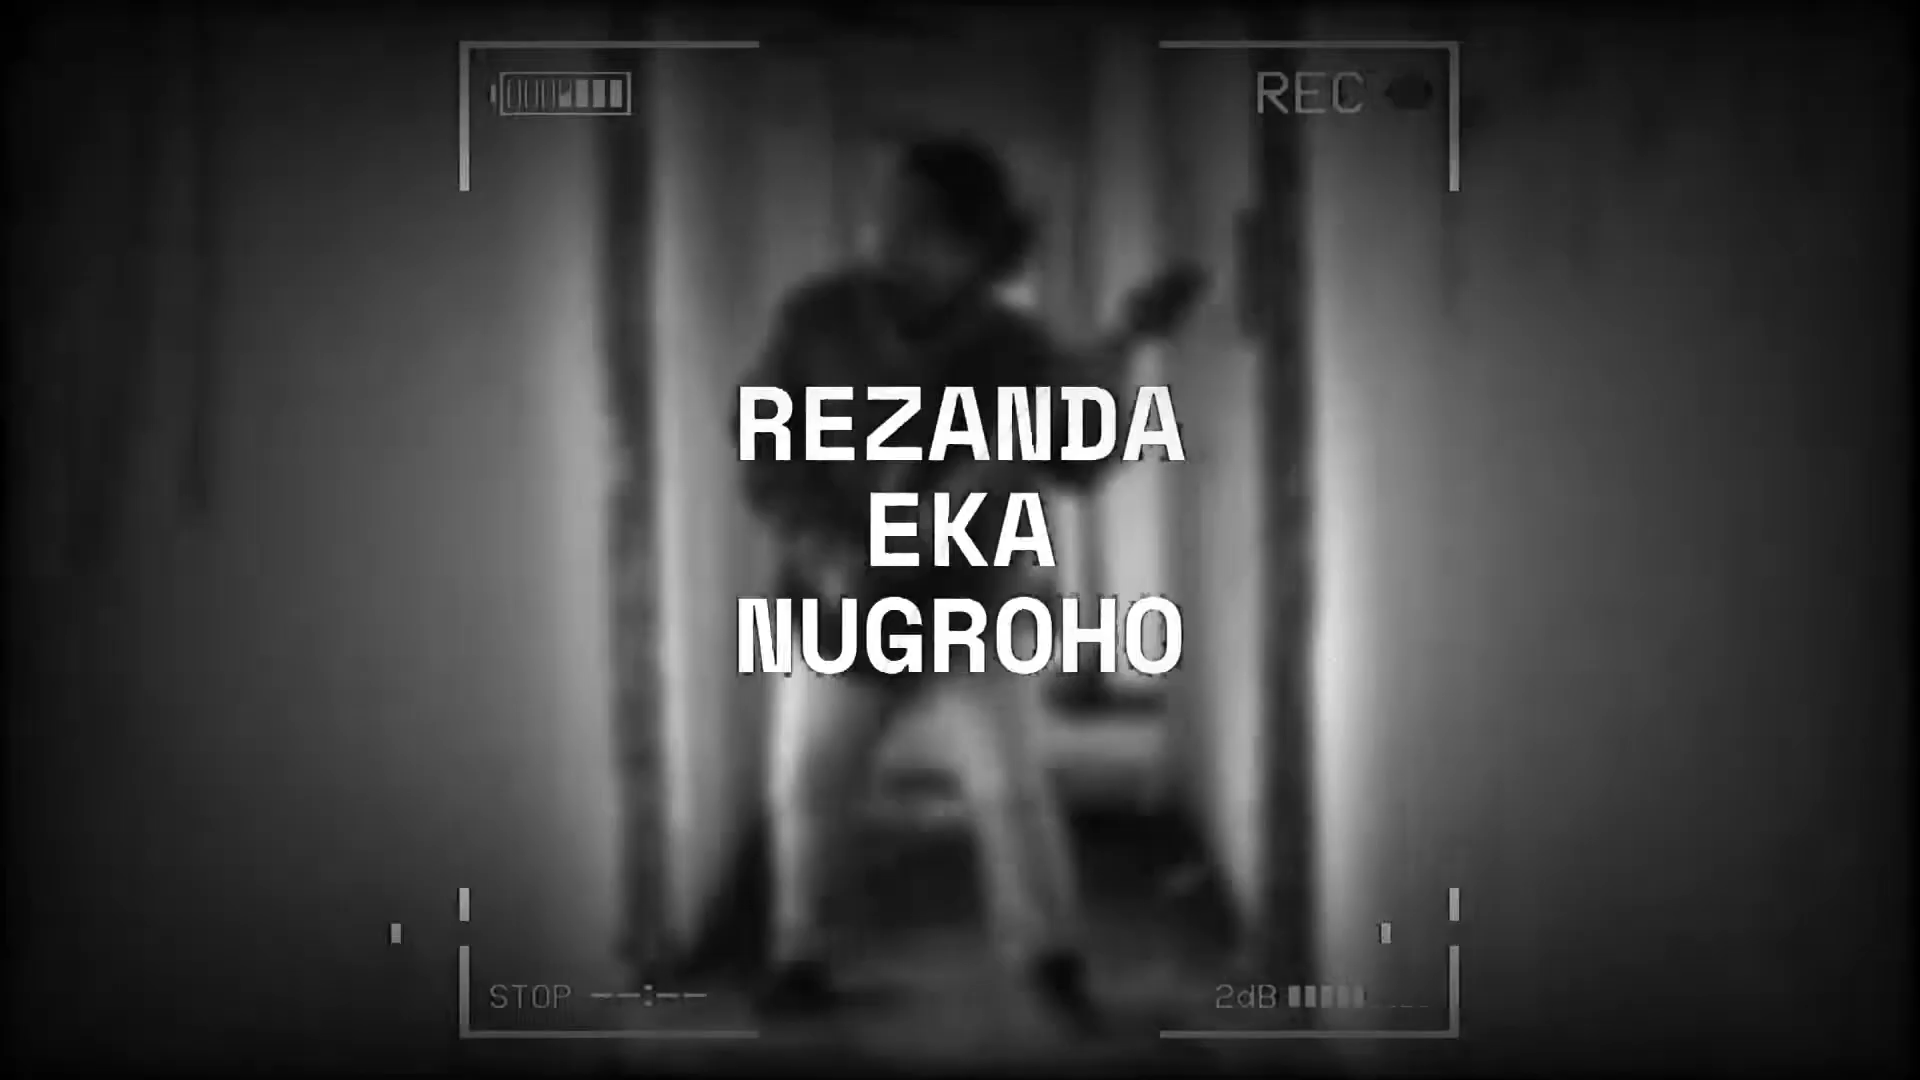 REC
REZANDA
EKA
NUGROHO
STOP --:--
2dB